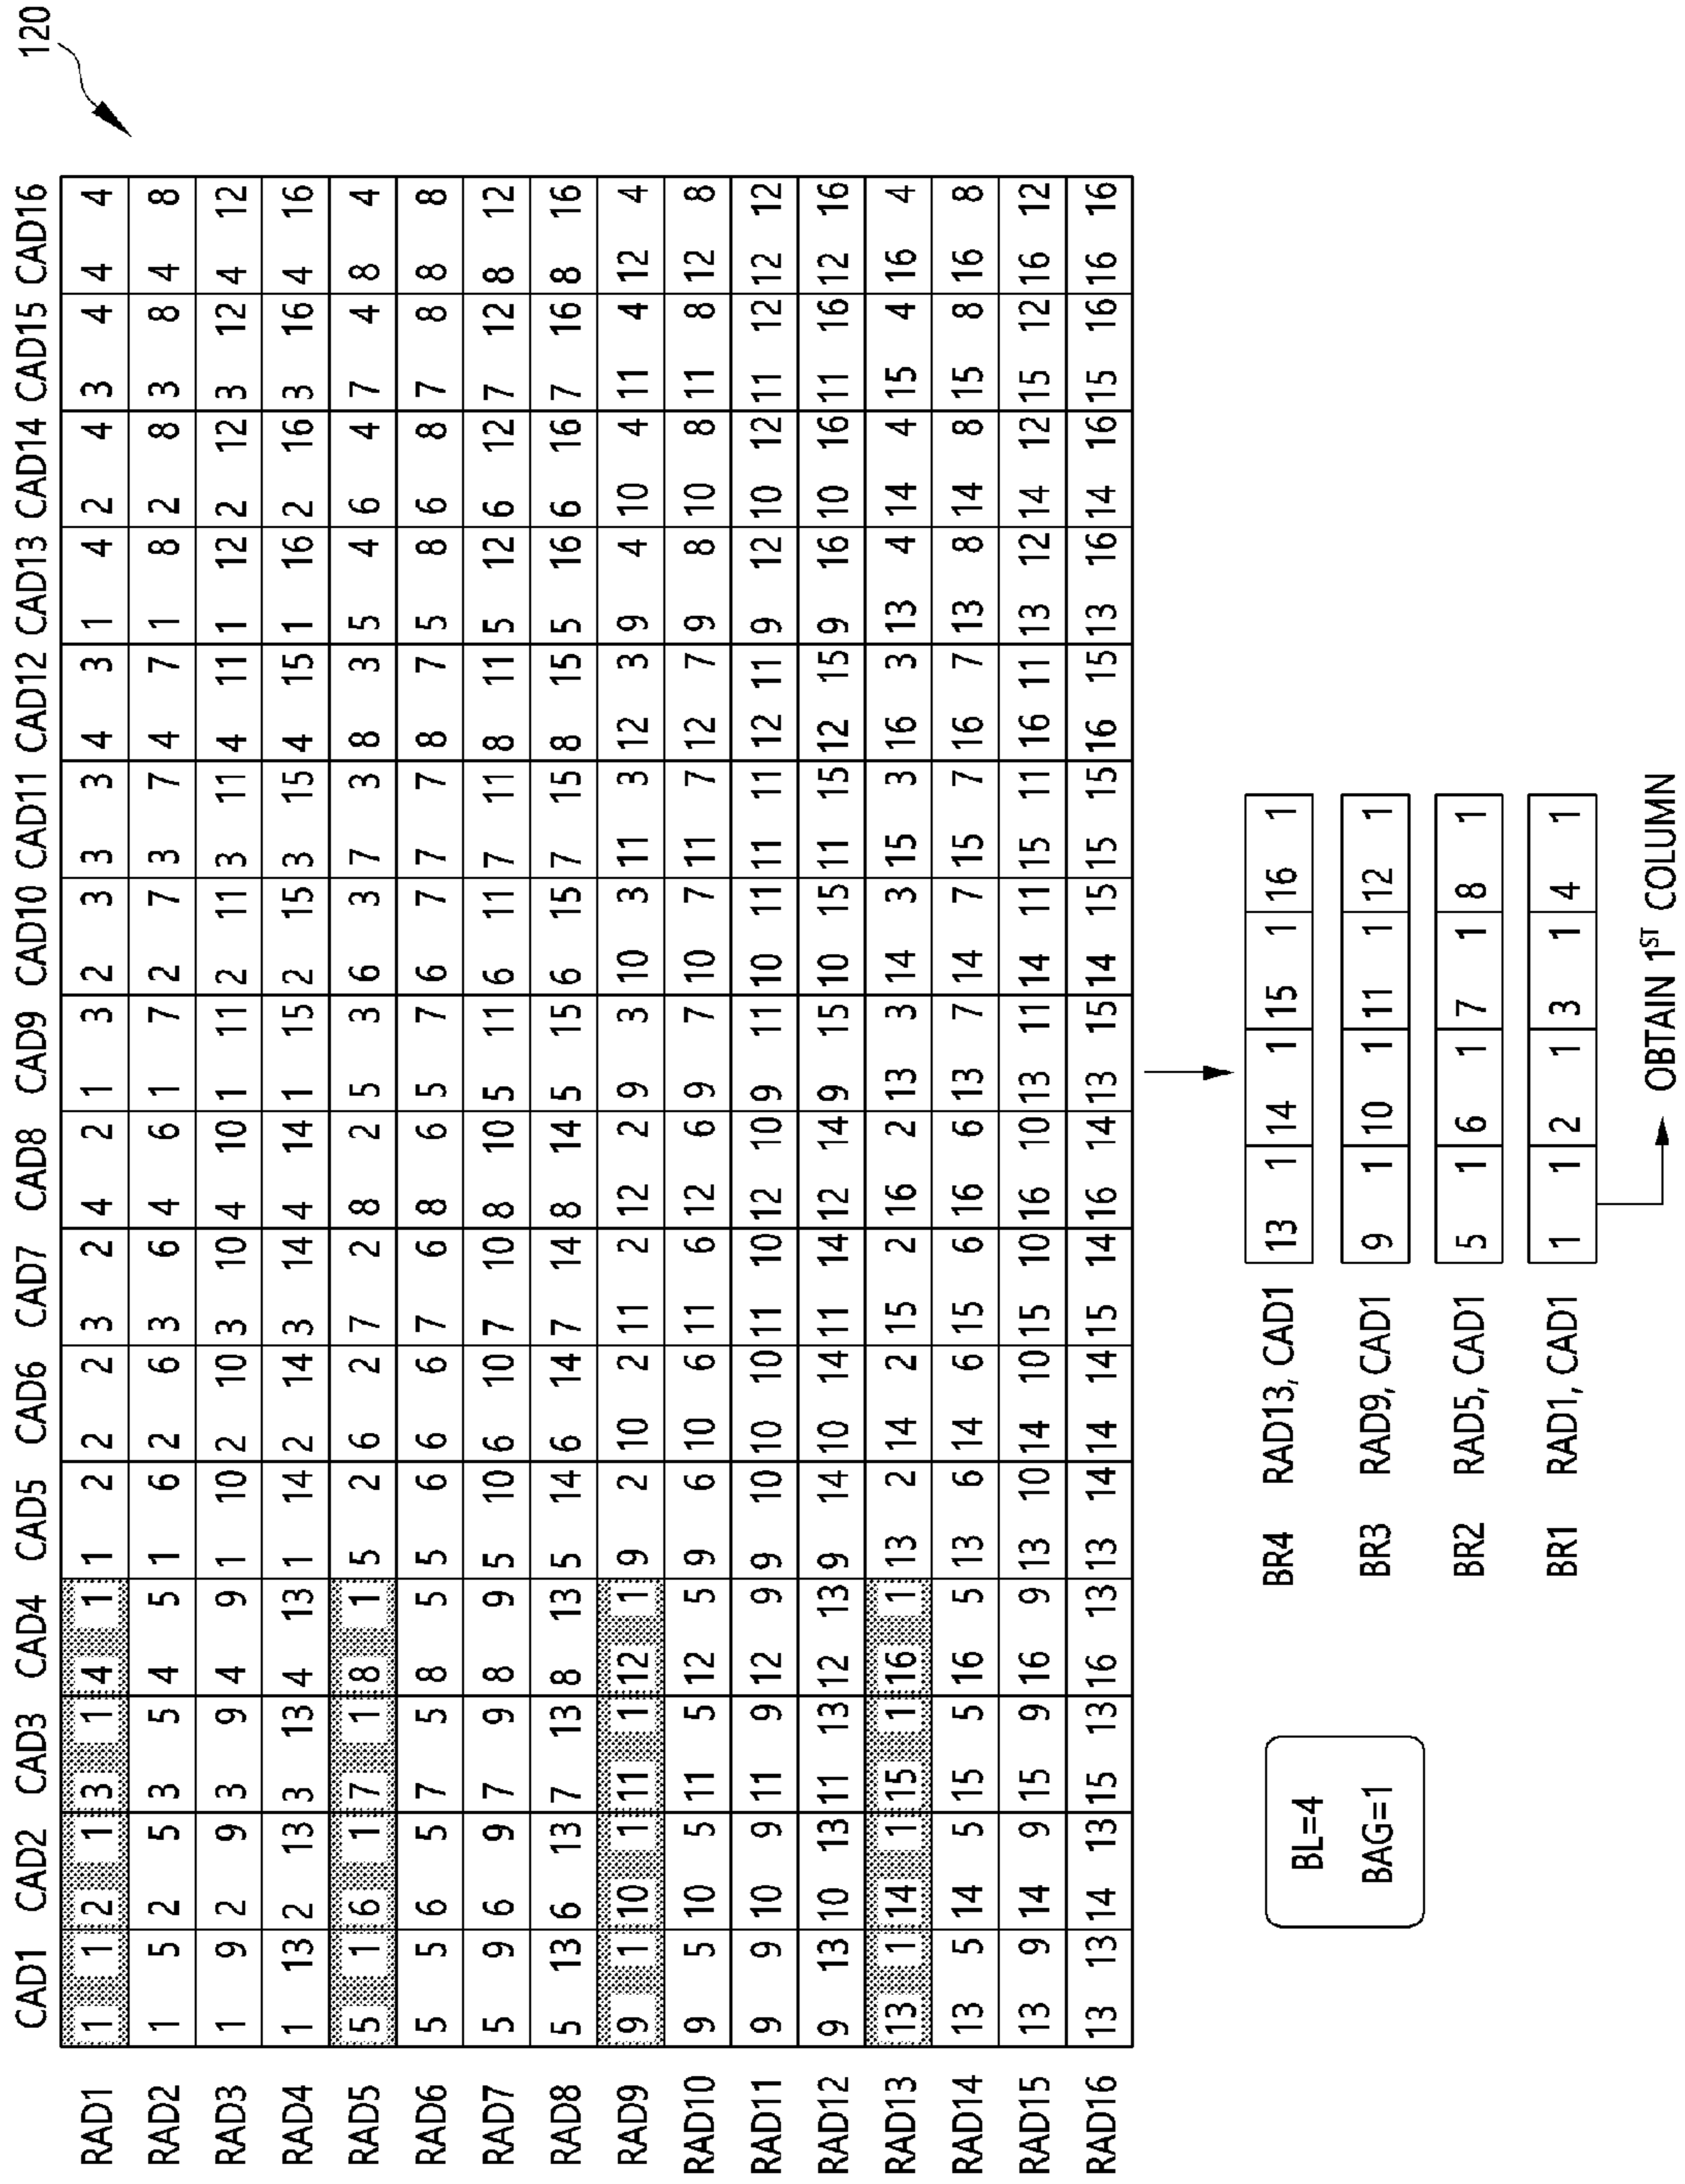 120
CAD1 CAD2 CAD3 CAD4 CAD5 CAD6 CAD7 CAD8 CAD9 CAD10 CAD11 CAD12 CAD13 CAD14 CAD15 CAD16
RAD1 1 1 2 1 3 1 4 1 1 2 2 2 3 2 4 2 1 3 2 3 3 3 4 3 1 4 2 4 3 4 4 4
RAD2 1 5 2 5 3 5 4 5 1 6 2 6 3 6 4 6 1 7 2 7 3 7 4 7 1 8 2 8 3 8 4 8
RAD3 1 9 2 9 3 9 4 9 1 10 2 10 3 10 4 10 1 11 2 11 3 11 4 11 1 12 2 12 3 12 4 12
RAD4 1 13 2 13 3 13 4 13 1 14 2 14 3 14 4 14 1 15 2 15 3 15 4 15 1 16 2 16 3 16 4 16
RAD5 5 1 6 1 7 1 8 1 5 2 6 2 7 2 8 2 5 3 6 3 7 3 8 3 5 4 6 4 7 4 8 4
RAD6 5 5 6 5 7 5 8 5 5 6 6 6 7 6 8 6 5 7 6 7 7 7 8 7 5 8 6 8 7 8 8 8
RAD7 5 9 6 9 7 9 8 9 5 10 6 10 7 10 8 10 5 11 6 11 7 11 8 11 5 12 6 12 7 12 8 12
RAD8 5 13 6 13 7 13 8 13 5 14 6 14 7 14 8 14 5 15 6 15 7 15 8 15 5 16 6 16 7 16 8 16
RAD9 9 1 10 1 11 1 12 1 9 2 10 2 11 2 12 2 9 3 10 3 11 3 12 3 9 4 10 4 11 4 12 4
RAD10 9 5 10 5 11 5 12 5 9 6 10 6 11 6 12 6 9 7 10 7 11 7 12 7 9 8 10 8 11 8 12 8
RAD11 9 9 10 9 11 9 12 9 9 10 10 10 11 10 12 10 9 11 10 11 11 11 12 11 9 12 10 12 11 12 12 12
RAD12 9 13 10 13 11 13 12 13 9 14 10 14 11 14 12 14 9 15 10 15 11 15 12 15 9 16 10 16 11 16 12 16
RAD13 13 1 14 1 15 1 16 1 13 2 14 2 15 2 16 2 13 3 14 3 15 3 16 3 13 4 14 4 15 4 16 4
RAD14 13 5 14 5 15 5 16 5 13 6 14 6 15 6 16 6 13 7 14 7 15 7 16 7 13 8 14 8 15 8 16 8
RAD15 13 9 14 9 15 9 16 9 13 10 14 10 15 10 16 10 13 11 14 11 15 11 16 11 13 12 14 12 15 12 16 12
RAD16 13 13 14 13 15 13 16 13 13 14 14 14 15 14 16 14 13 15 14 15 15 15 16 15 13 16 14 16 15 16 16 16
BL=4
BAG=1
BR4 RAD13, CAD1 13 1 14 1 15 1 16 1
BR3 RAD9, CAD1 9 1 10 1 11 1 12 1
BR2 RAD5, CAD1 5 1 6 1 7 1 8 1
BR1 RAD1, CAD1 1 1 2 1 3 1 4 1
OBTAIN 1ST COLUMN